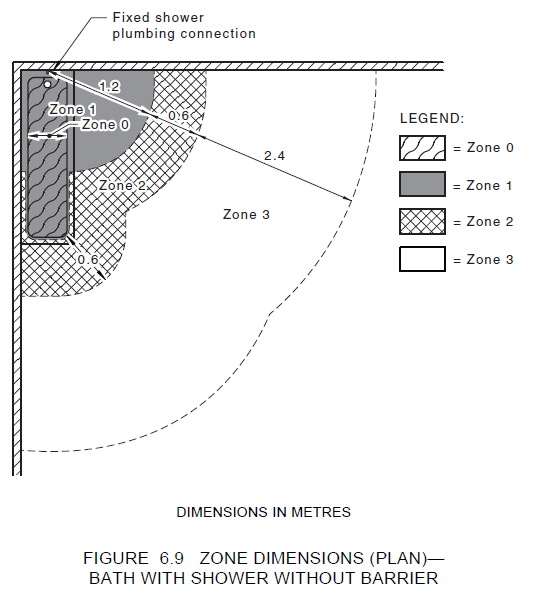 Fixed shower
plumbing connection
1.2
Zone 1
0.6
Zone 0
2.4
Zone 2
Zone 3
0.6
LEGEND:
= Zone 0
= Zone 1
= Zone 2
= Zone 3
DIMENSIONS IN METRES
FIGURE 6.9 ZONE DIMENSIONS (PLAN)—
BATH WITH SHOWER WITHOUT BARRIER